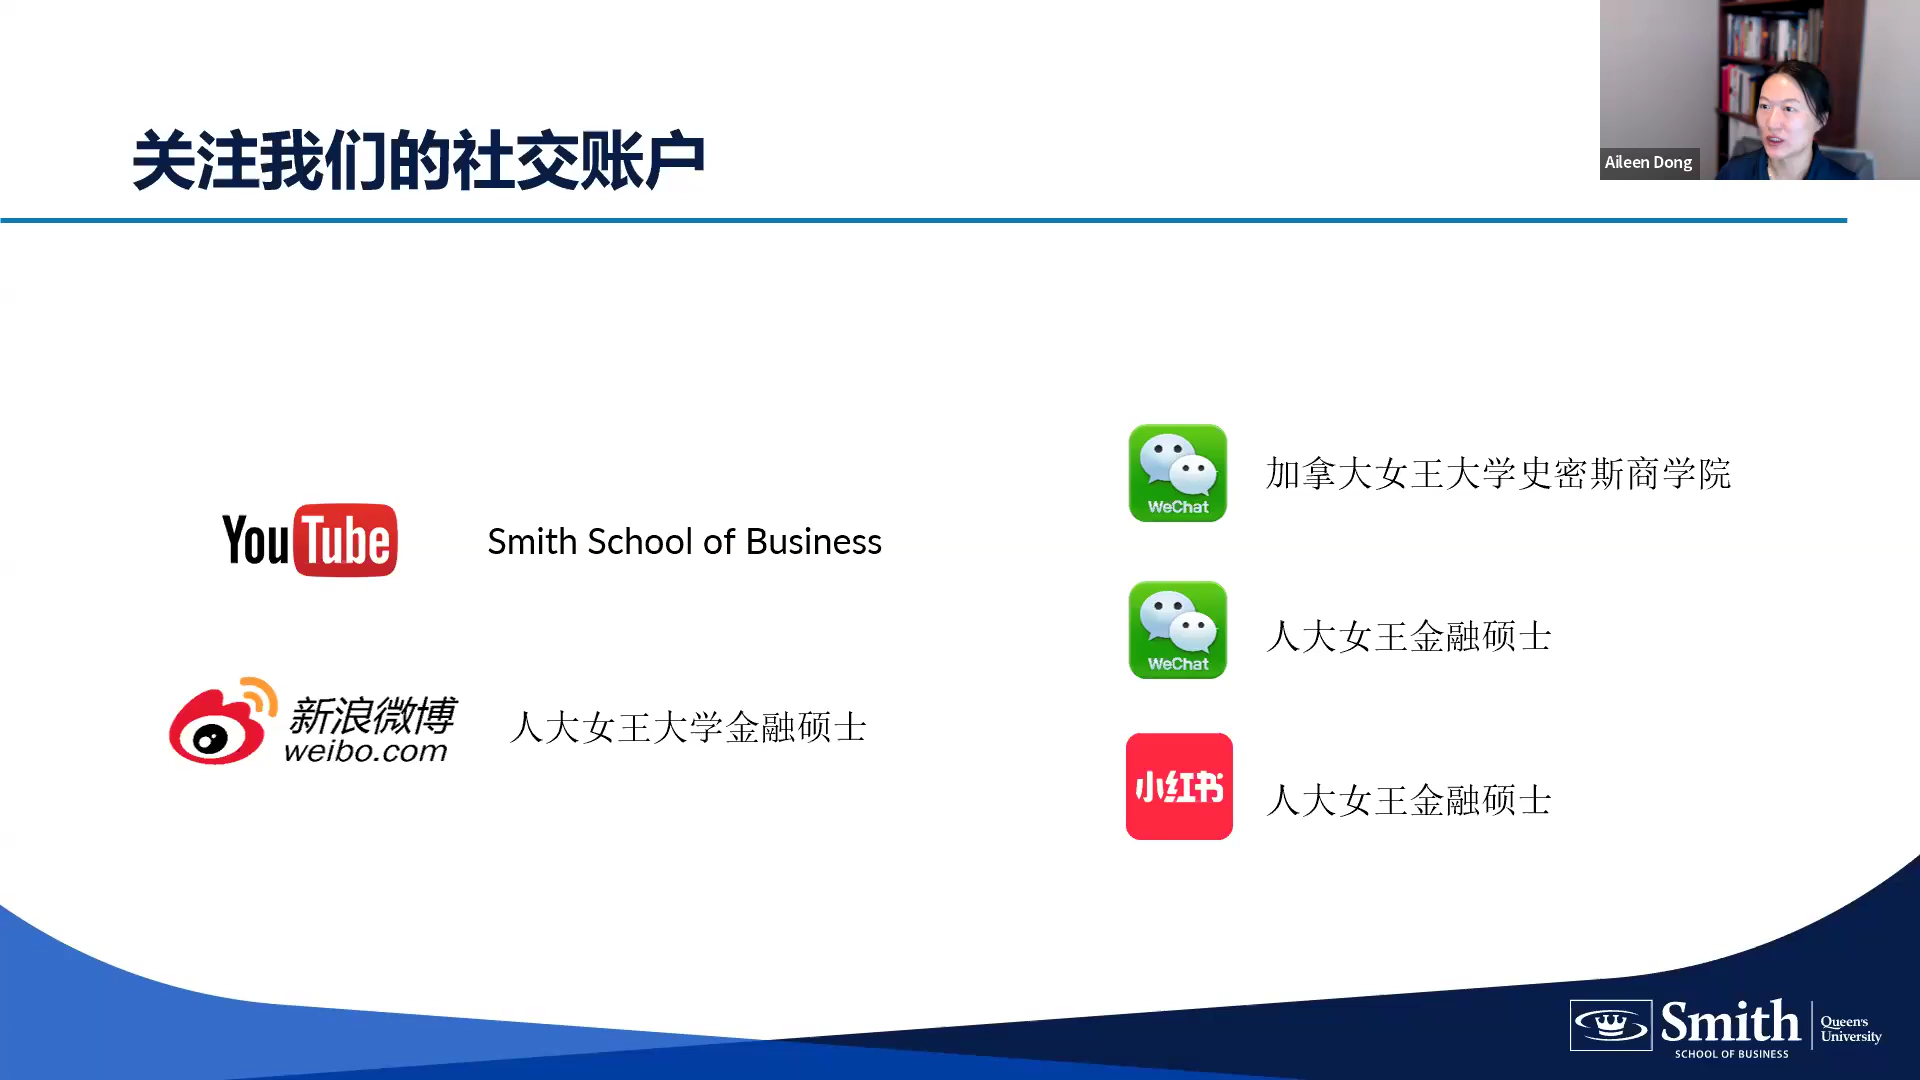 Aileen Dong
关注我们的社交账户
YouTube
Smith School of Business
新浪微博
weibo.com
人大女王大学金融硕士
WeChat
加拿大女王大学史密斯商学院
WeChat
人大女王金融硕士
小红书
人大女王金融硕士
Smith
SCHOOL OF BUSINESS
Queen's
University